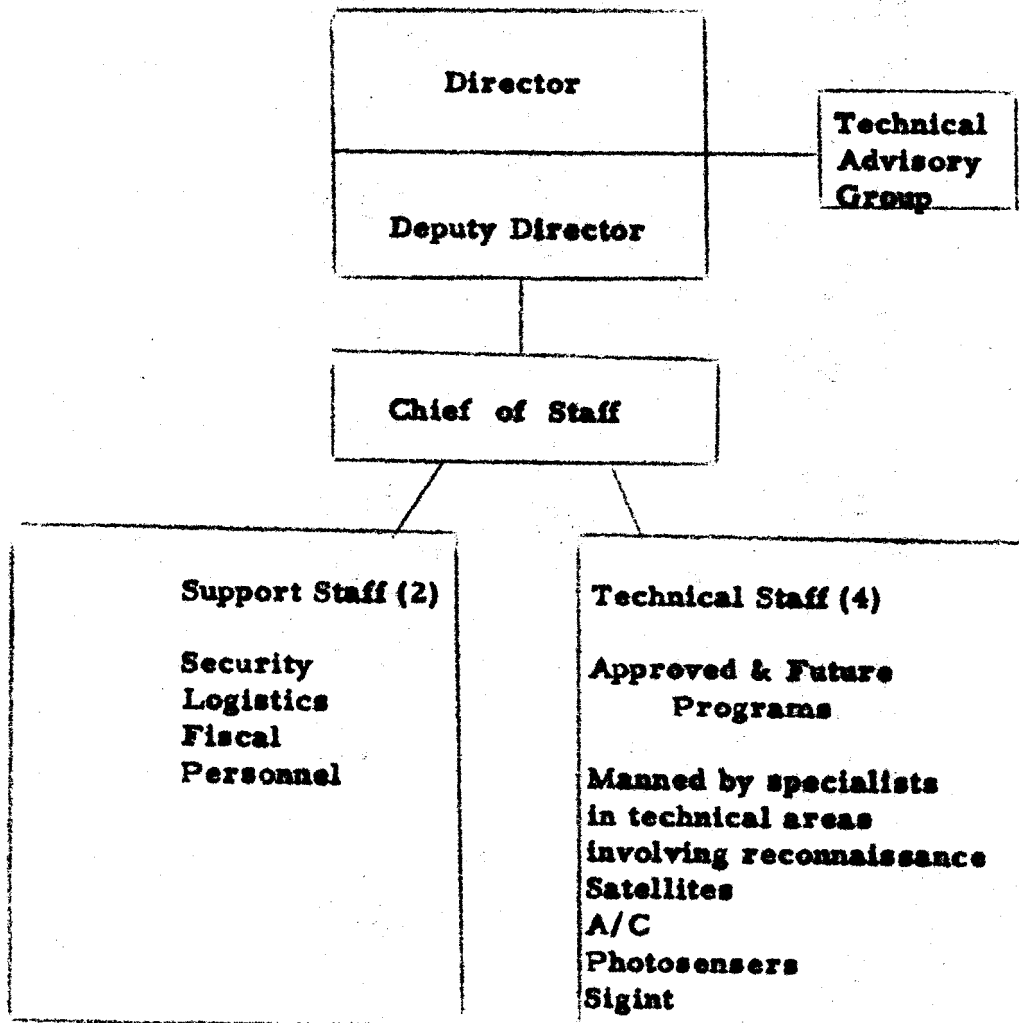 Director
Technical
Advisory
Group
Deputy Director
Chief of Staff
Support Staff (2)
Security
Logistics
Fiscal
Personnel
Technical Staff (4)
Approved & Future
Programs
Manned by specialists
in technical areas
involving reconnaissance
Satellites
A/C
Photosensers
Sigint